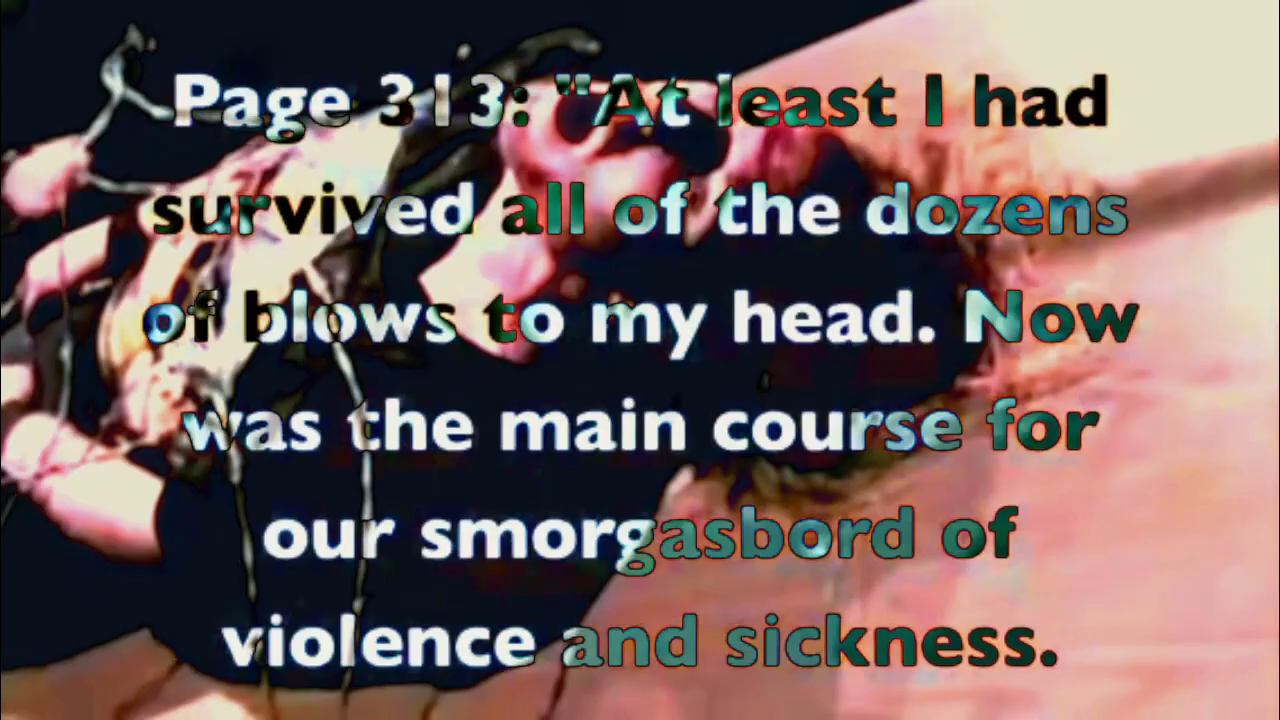 Page 313: "At least I had
survived all of the dozens
of blows to my head. Now
was the main course for
our smorgasbord of
violence and sickness.